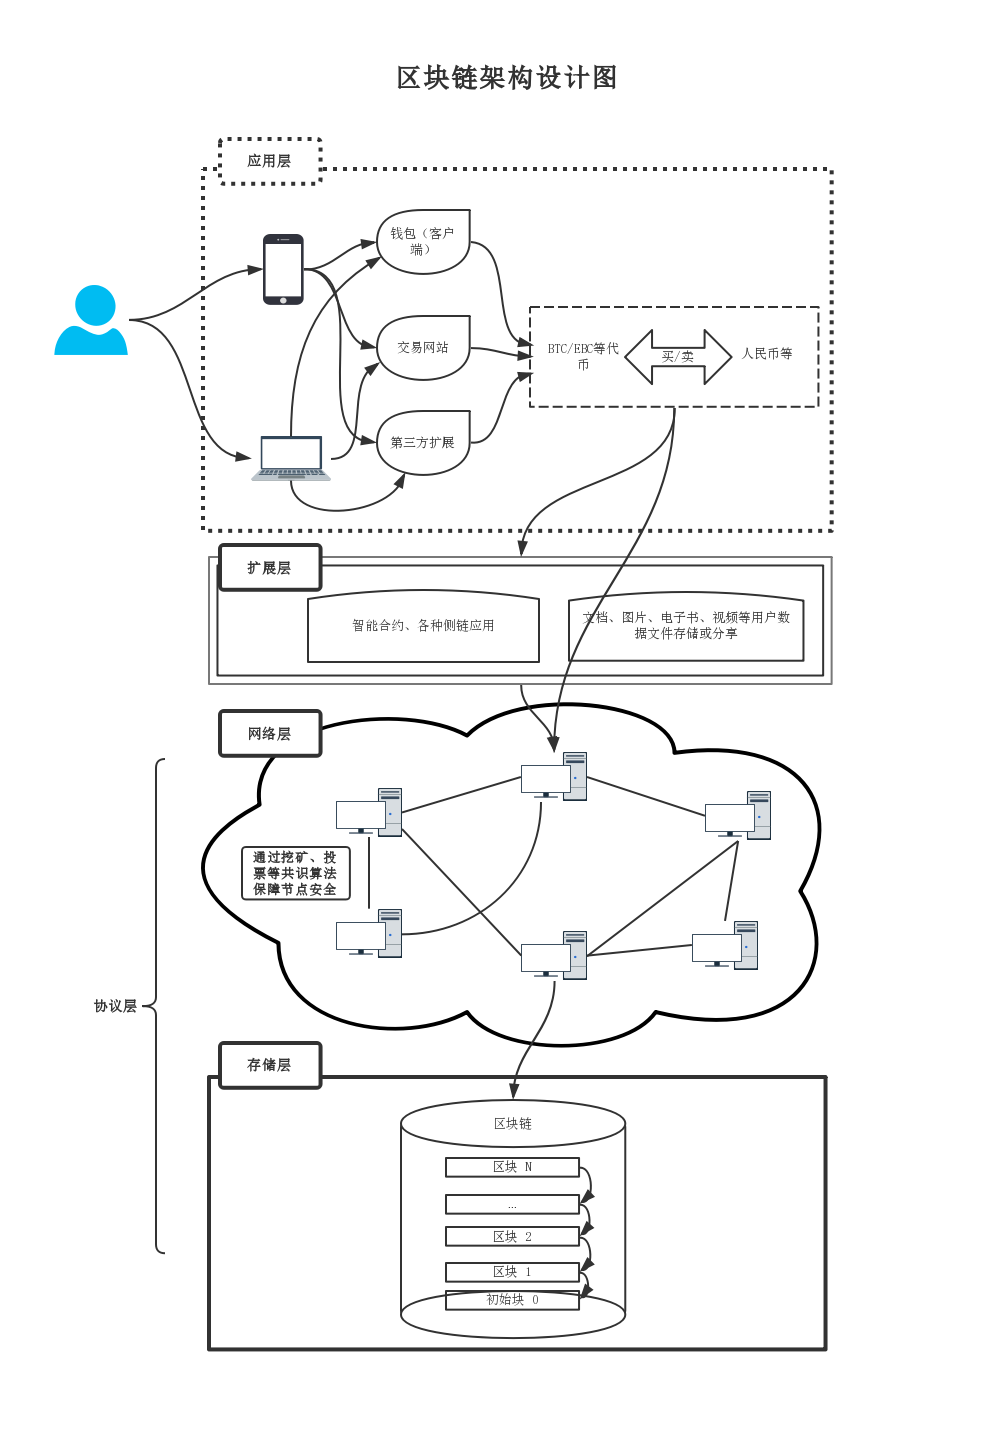 区块链架构设计图
应用层
钱包（客户
端）
交易网站
BTC/EBC等代
币
买/卖
人民币等
第三方扩展
扩展层
智能合约、各种侧链应用
文档、图片、电子书、视频等用户数
据文件存储或分享
网络层
通过挖矿、投
票等共识算法
保障节点安全
协议层
存储层
区块链
区块 N
...
区块 2
区块 1
初始块 0